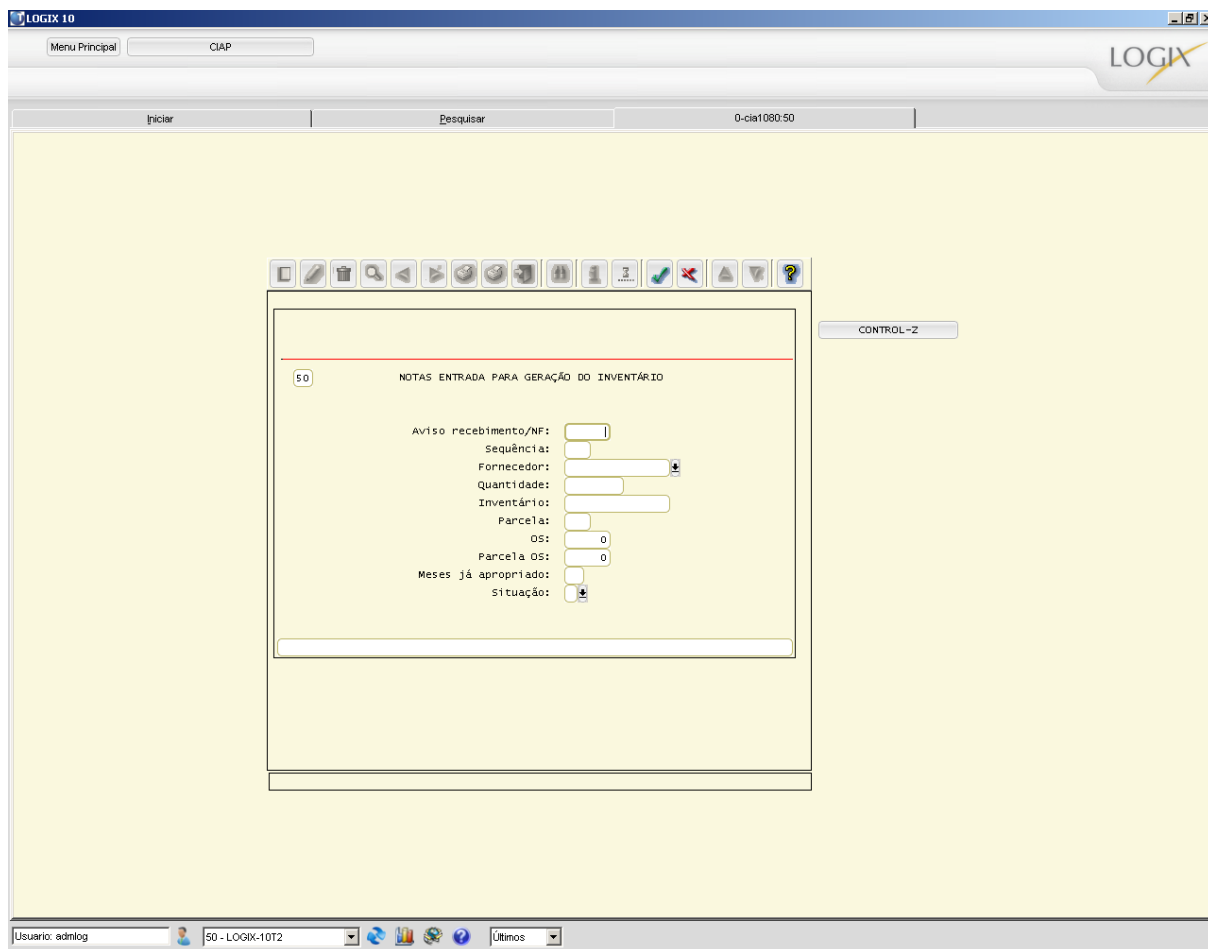 LOGIX 10
Menu Principal CIAP
LOGIX
Iniciar Pesquisar 0-cia1080:50
CONTROL-Z
50 NOTAS ENTRADA PARA GERAÇÃO DO INVENTÁRIO
Aviso recebimento/NF:
Sequência:
Fornecedor:
Quantidade:
Inventário:
Parcela:
OS: 0
Parcela OS: 0
Meses já apropriado:
Situação:
Usuario: admlog 50 - LOGIX-10T2 Últimos